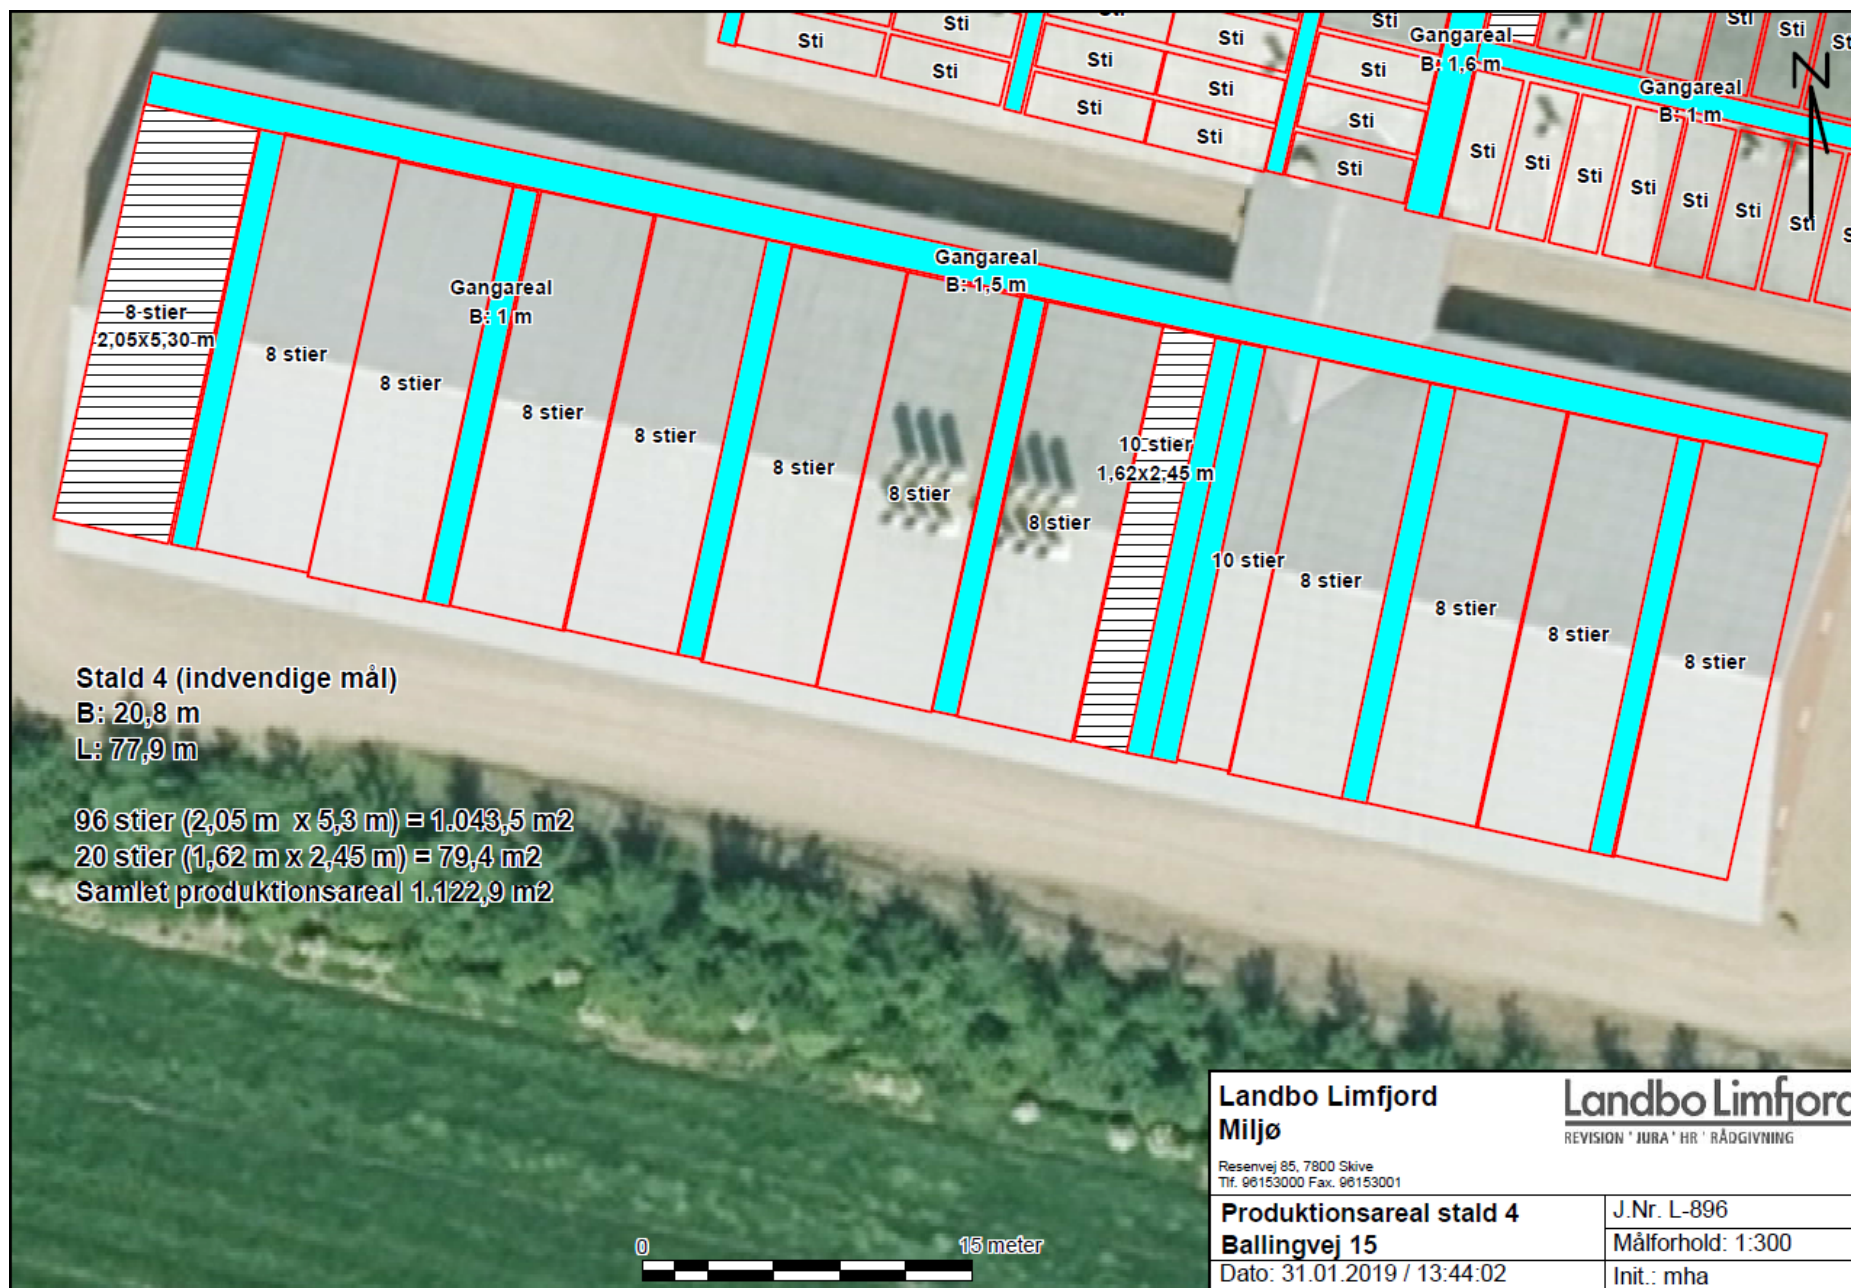 Sti
Sti
Sti
Sti
Sti
Sti
Sti
Sti
Sti
Sti
Sti
Sti
Sti
Sti
Gangareal
B: 1,6 m
Gangareal
B: 1 m
Sti
Sti
N
Sti
Sti
Sti
Sti
Sti
Sti
Sti
Gangareal
B: 1,5 m
Gangareal
B: 1 m
8 stier
2,05x5,30 m
8 stier
8 stier
8 stier
8 stier
8 stier
8 stier
8 stier
10 stier
1,62x2,45 m
10 stier
8 stier
8 stier
8 stier
8 stier
Stald 4 (indvendige mål)
B: 20,8 m
L: 77,9 m
96 stier (2,05 m x 5,3 m) = 1.043,5 m2
20 stier (1,62 m x 2,45 m) = 79,4 m2
Samlet produktionsareal 1.122,9 m2
0 15 meter
Landbo Limfjord
Miljø
Resenvej 85, 7800 Skive
Tlf. 96153000 Fax. 96153001
Landbo Limfjord
REVISION ' JURA ' HR ' RÅDGIVNING
Produktionsareal stald 4
Ballingvej 15
Dato: 31.01.2019 / 13:44:02
J.Nr. L-896
Målforhold: 1:300
Init.: mha